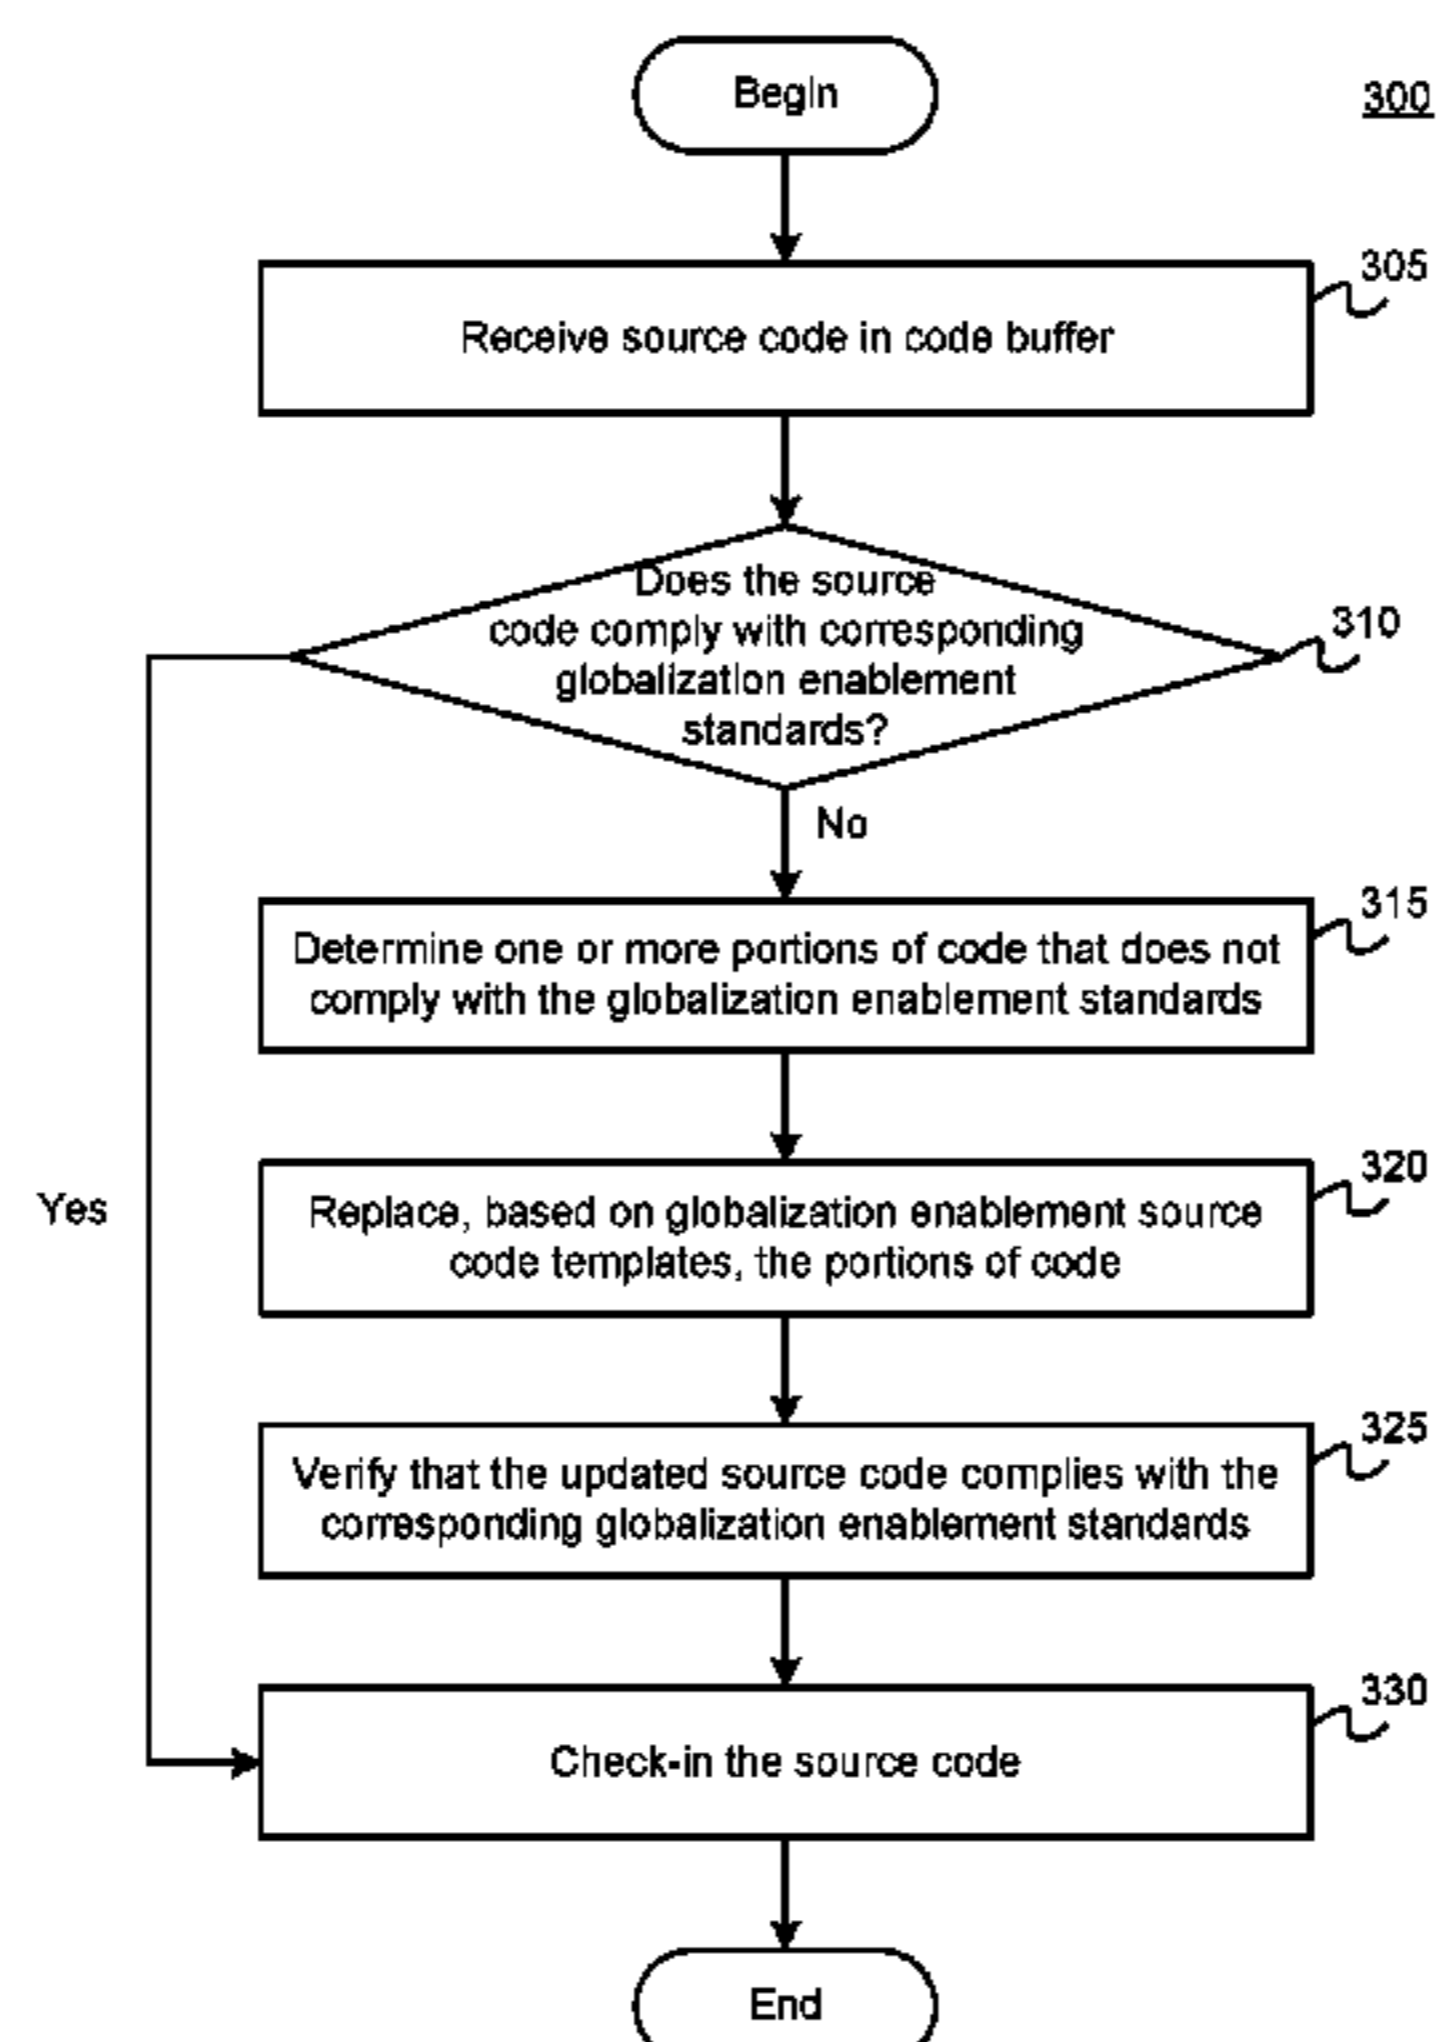 Begin
300
305
Receive source code in code buffer
Does the source
code comply with corresponding
globalization enablement
standards?
310
No
315
Determine one or more portions of code that does not
comply with the globalization enablement standards
320
Yes
Replace, based on globalization enablement source
code templates, the portions of code
325
Verify that the updated source code complies with the
corresponding globalization enablement standards
330
Check-in the source code
End